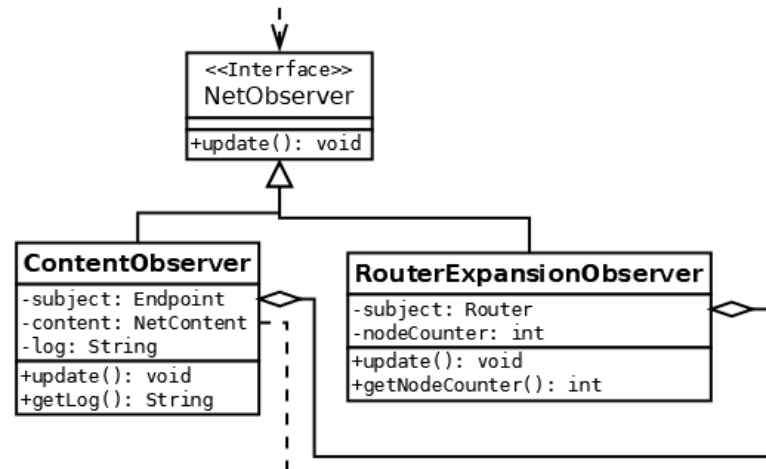 <<Interface>>
NetObserver
+update(): void
ContentObserver
-subject: Endpoint
-content: NetContent
-log: String
+update(): void
+getLog(): String
RouterExpansionObserver
-subject: Router
-nodeCounter: int
+update(): void
+getNodeCounter(): int